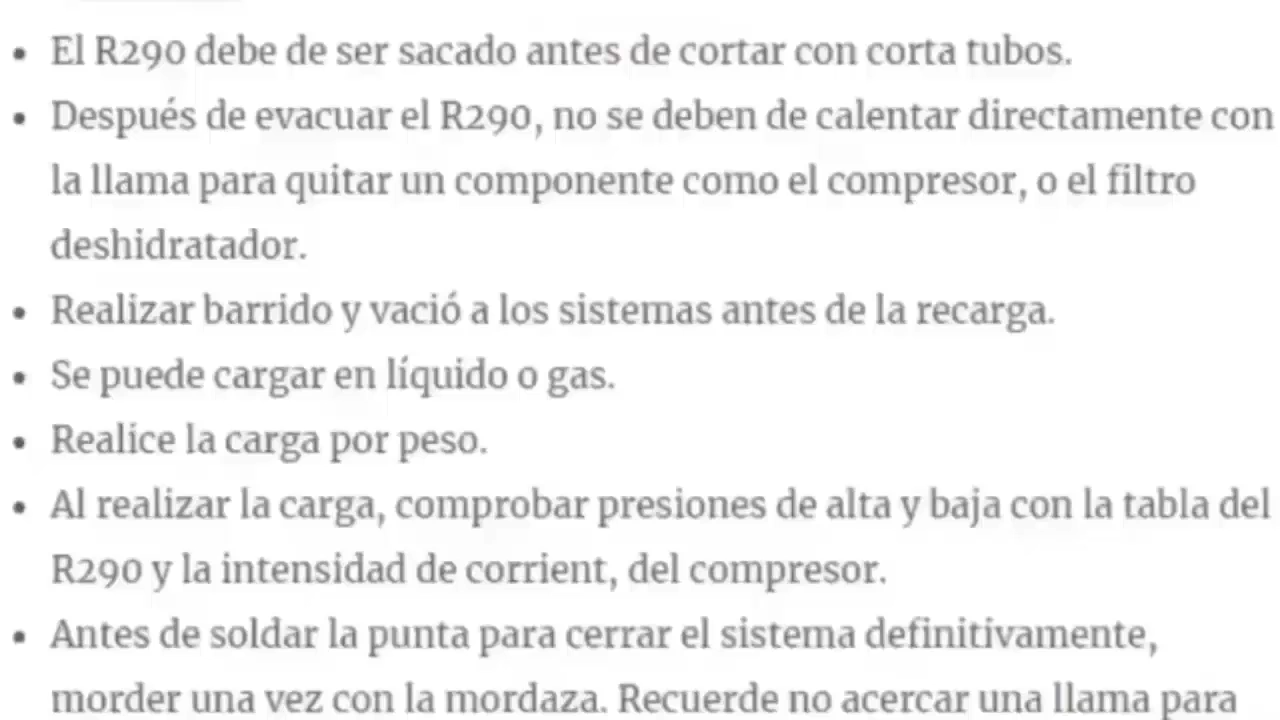 • El R290 debe de ser sacado antes de cortar con corta tubos.
• Después de evacuar el R290, no se deben de calentar directamente con
la llama para quitar un componente como el compresor, o el filtro
deshidratador.
• Realizar barrido y vació a los sistemas antes de la recarga.
• Se puede cargar en líquido o gas.
• Realice la carga por peso.
• Al realizar la carga, comprobar presiones de alta y baja con la tabla del
R290 y la intensidad de corrient, del compresor.
• Antes de soldar la punta para cerrar el sistema definitivamente,
morder una vez con la mordaza. Recuerde no acercar una llama para